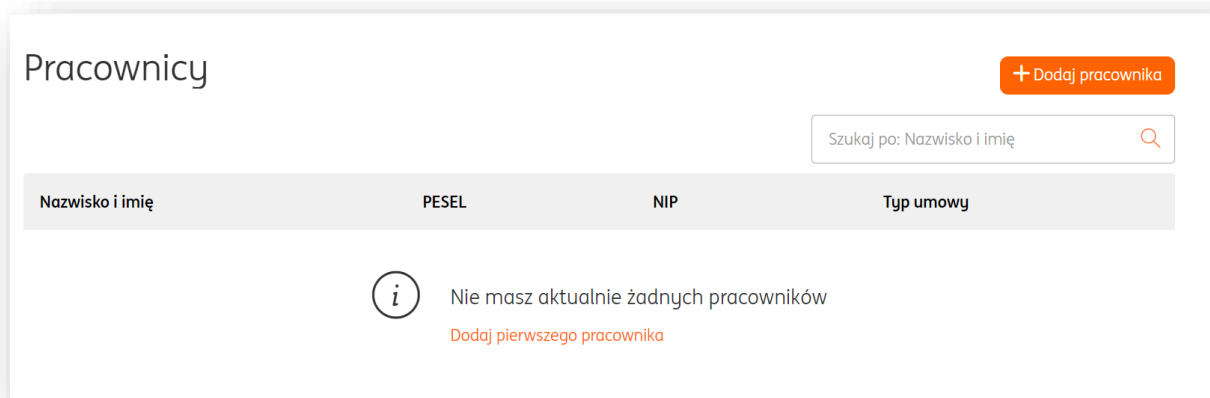 Pracownicy
+ Dodaj pracownika
Szukaj po: Nazwisko i imię
Nazwisko i imię PESEL NIP Typ umowy
i Nie masz aktualnie żadnych pracowników
Dodaj pierwszego pracownika